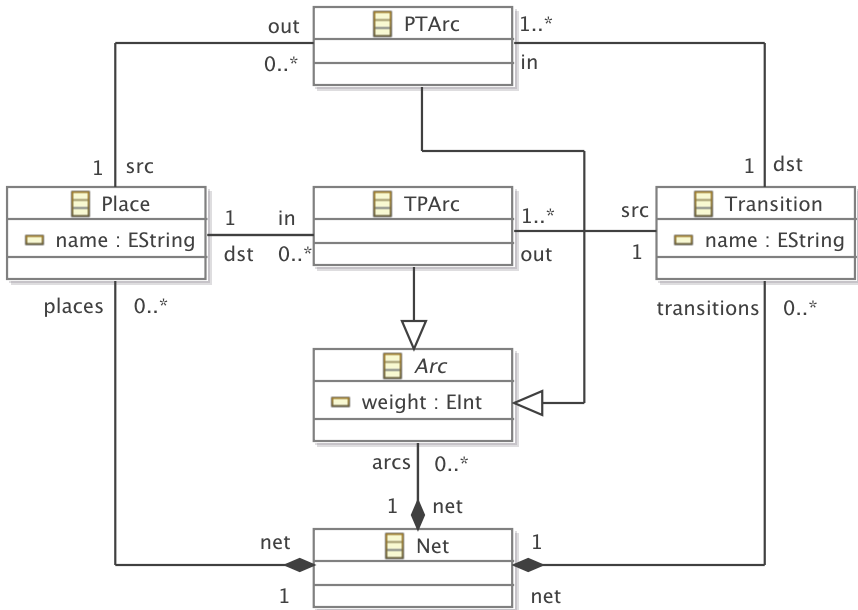 out
PTArc
1..*
0..*
in
1
src
1
dst
Place
TPArc
Transition
name : EString
1
in
1..*
src
name : EString
dst
0..*
out
1
places
0..*
transitions
0..*
Arc
weight : EInt
arcs
0..*
1
net
net
Net
1
1
net